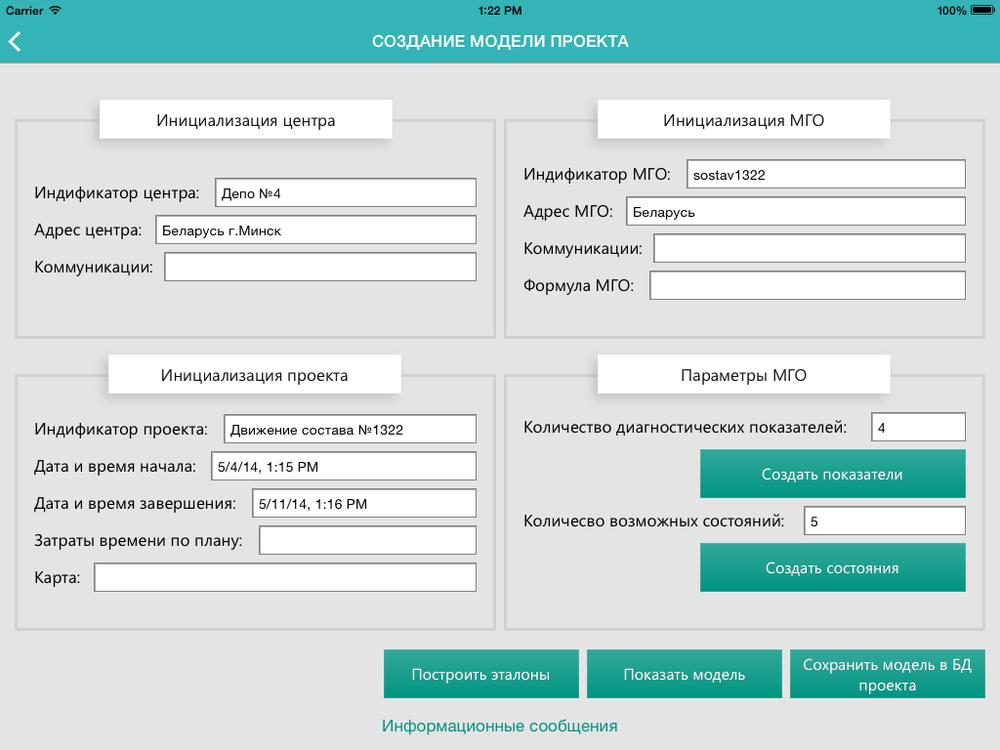 Carrier
1:22 PM
100%
СОЗДАНИЕ МОДЕЛИ ПРОЕКТА
Инициализация центра
Индификатор центра: Депо №4
Адрес центра: Беларусь г.Минск
Коммуникации:
Инициализация МГО
Индификатор МГО: sostav1322
Адрес МГО: Беларусь
Коммуникации:
Формула МГО:
Инициализация проекта
Индификатор проекта: Движение состава №1322
Дата и время начала: 5/4/14, 1:15 PM
Дата и время завершения: 5/11/14, 1:16 PM
Затраты времени по плану:
Карта:
Параметры МГО
Количество диагностических показателей: 4
Создать показатели
Количесво возможных состояний: 5
Создать состояния
Построить эталоны
Показать модель
Сохранить модель в БД
проекта
Информационные сообщения